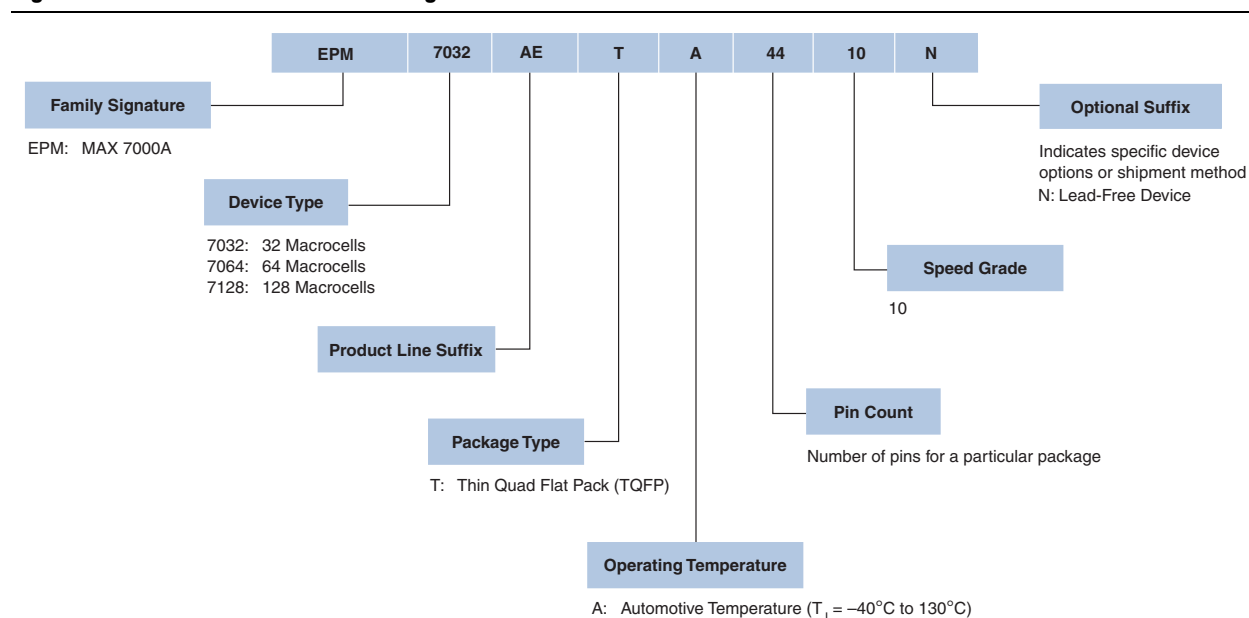 EPM 7032 AE T A 44 10 N
Family Signature
EPM: MAX 7000A
Optional Suffix
Indicates specific device
options or shipment method
N: Lead-Free Device
Device Type
7032: 32 Macrocells
7064: 64 Macrocells
7128: 128 Macrocells
Speed Grade
10
Product Line Suffix
Pin Count
Number of pins for a particular package
Package Type
T: Thin Quad Flat Pack (TQFP)
Operating Temperature
A: Automotive Temperature (TJ = –40°C to 130°C)